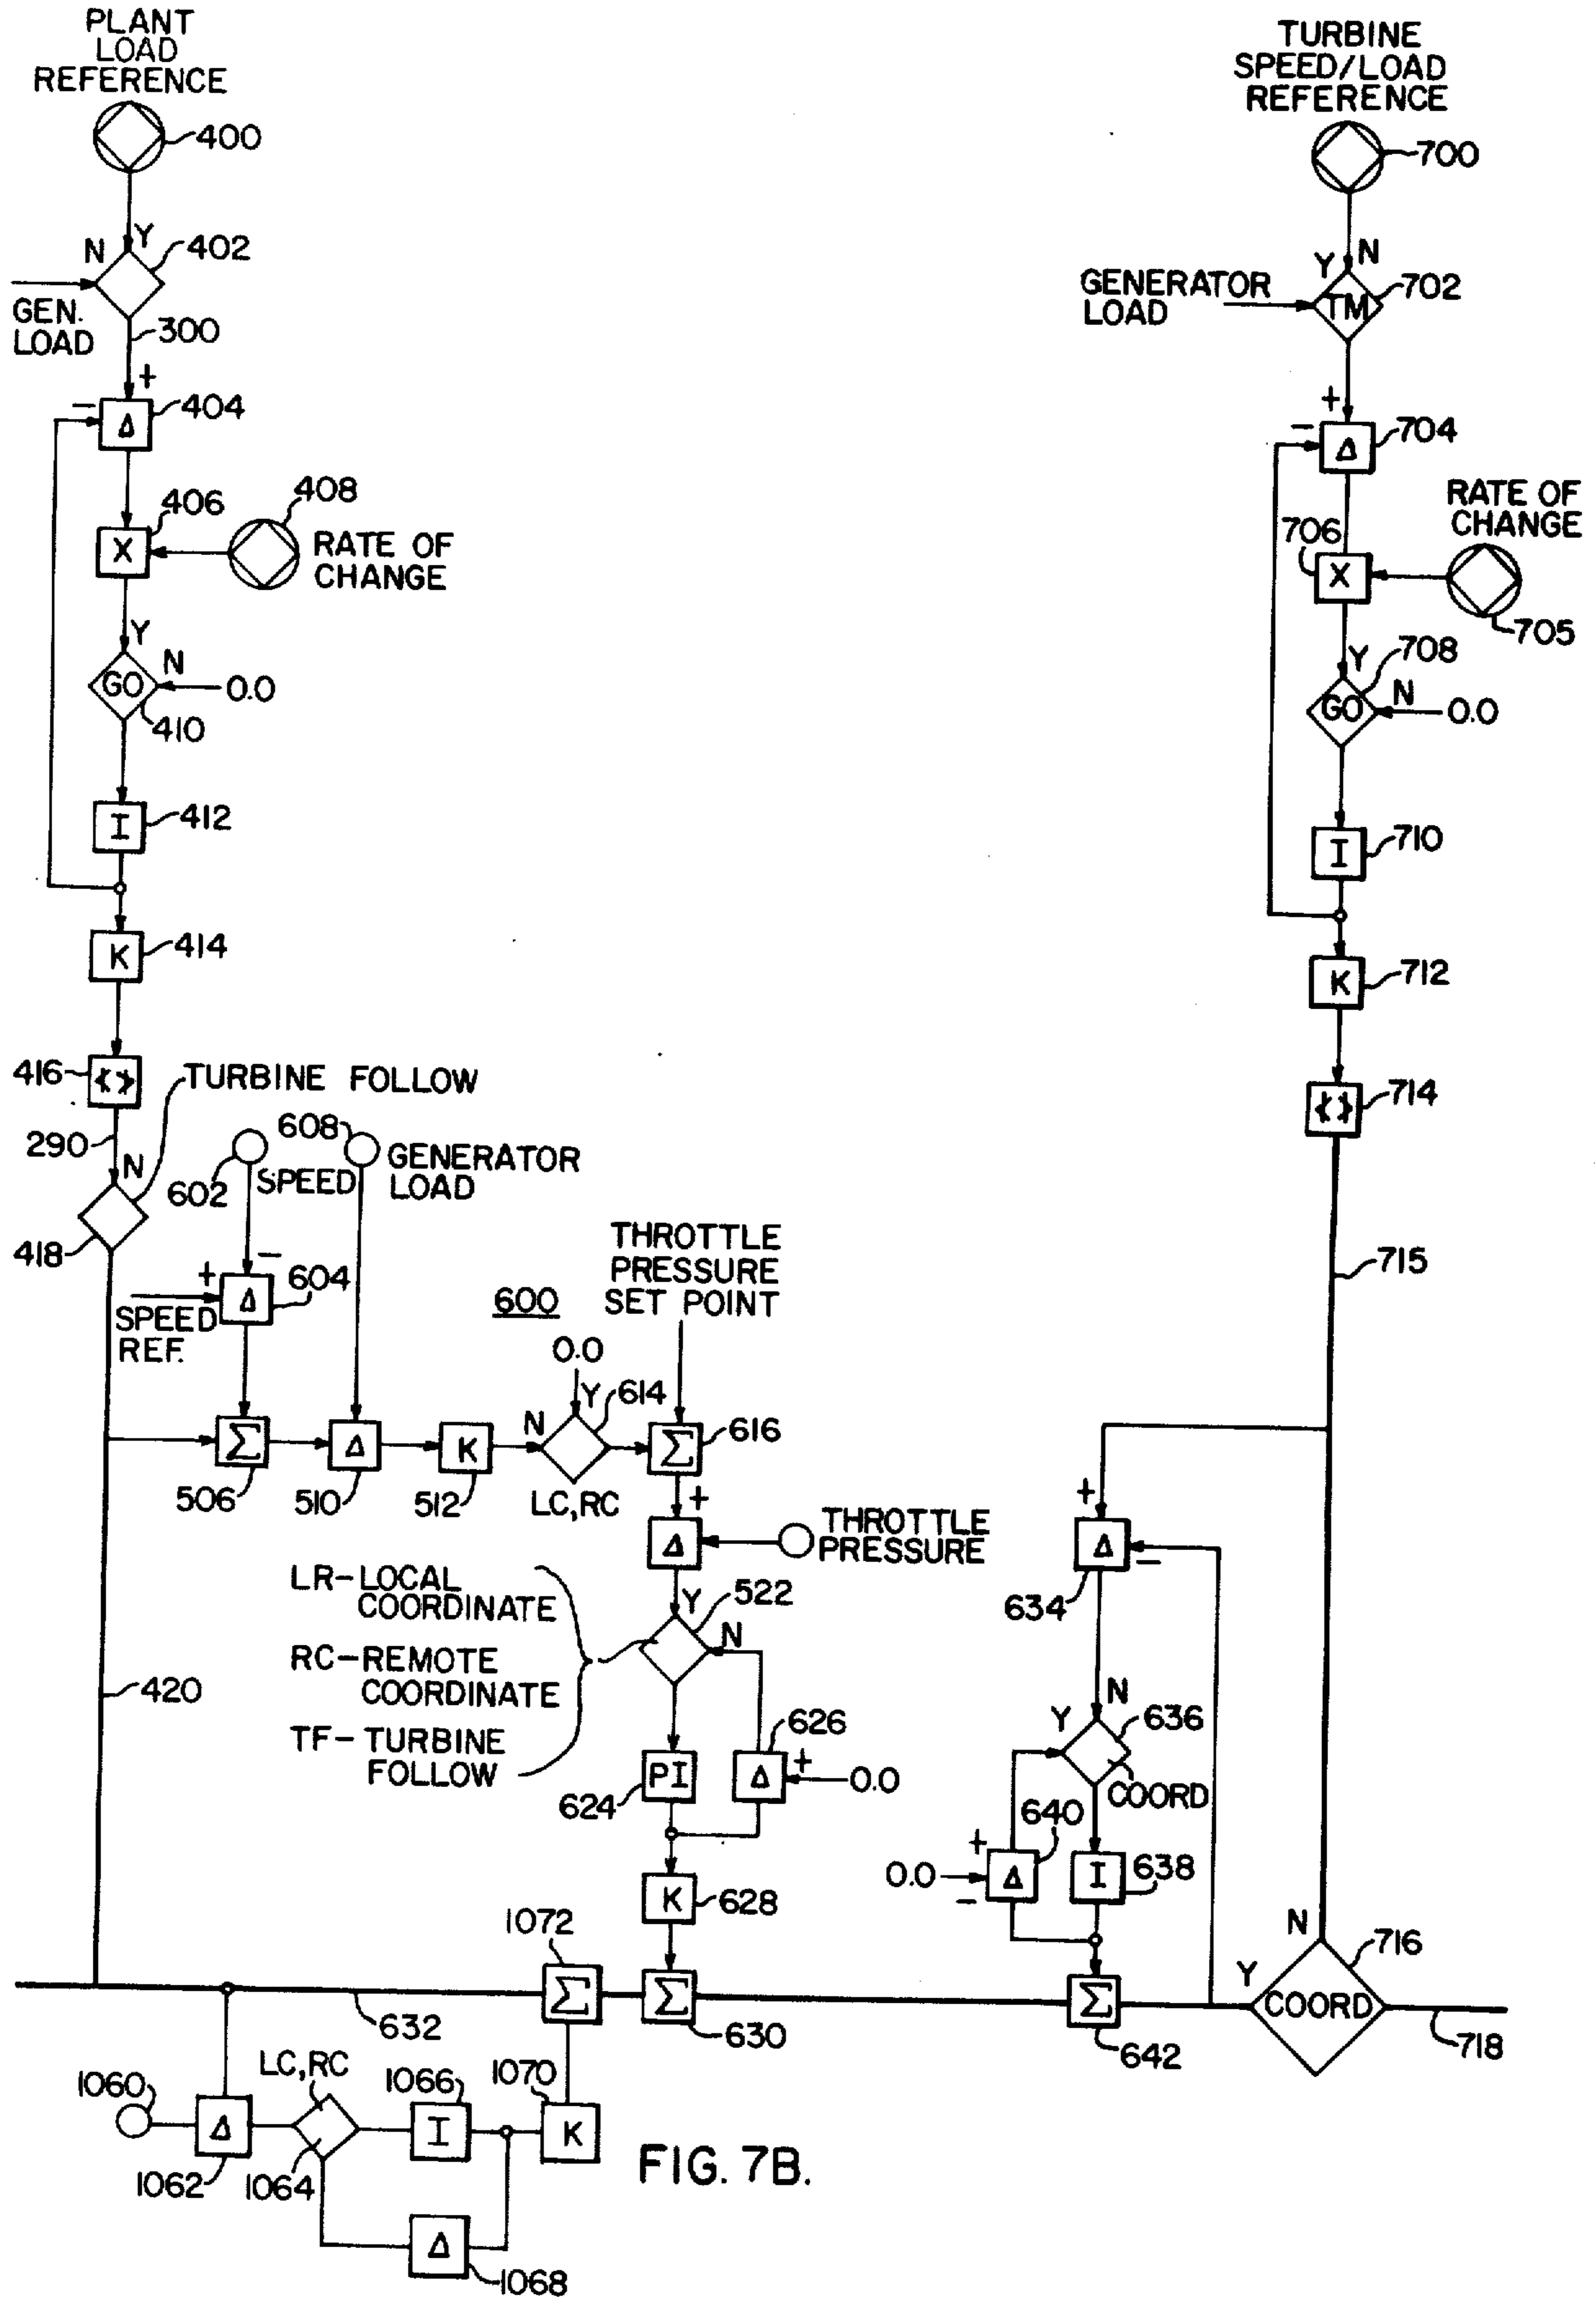 PLANT
LOAD
REFERENCE
400
N Y 402
GEN.
LOAD
300
+
− 404
Δ
406
408
X
RATE OF
CHANGE
Y
N
GO
0.0
410
I
412
K
414
416
< >
TURBINE FOLLOW
290
N
418
602
SPEED
608
GENERATOR
LOAD
−
+
604
Δ
SPEED
REF.
600
THROTTLE
PRESSURE
SET POINT
0.0
Y
614
N
Σ
506
Δ
510
K
512
LC,RC
Σ
616
+
Δ
THROTTLE
PRESSURE
LR-LOCAL
COORDINATE
RC-REMOTE
COORDINATE
TF-TURBINE
FOLLOW
Y
522
N
420
626
PI
624
Δ
+
0.0
K
628
1072
Σ
Σ
632
630
1060
Δ
1062
LC,RC
1064
1066
I
1070
K
Δ
1068
TURBINE
SPEED/LOAD
REFERENCE
700
Y N
GENERATOR
LOAD
TM
702
+
−
Δ
704
RATE OF
CHANGE
706
X
705
Y
708
N
GO
0.0
I
710
K
712
< >
714
715
+
Δ
−
634
N
Y
636
COORD
640
+
0.0
Δ
−
I
638
Σ
642
N
716
Y
COORD
718
FIG. 7B.